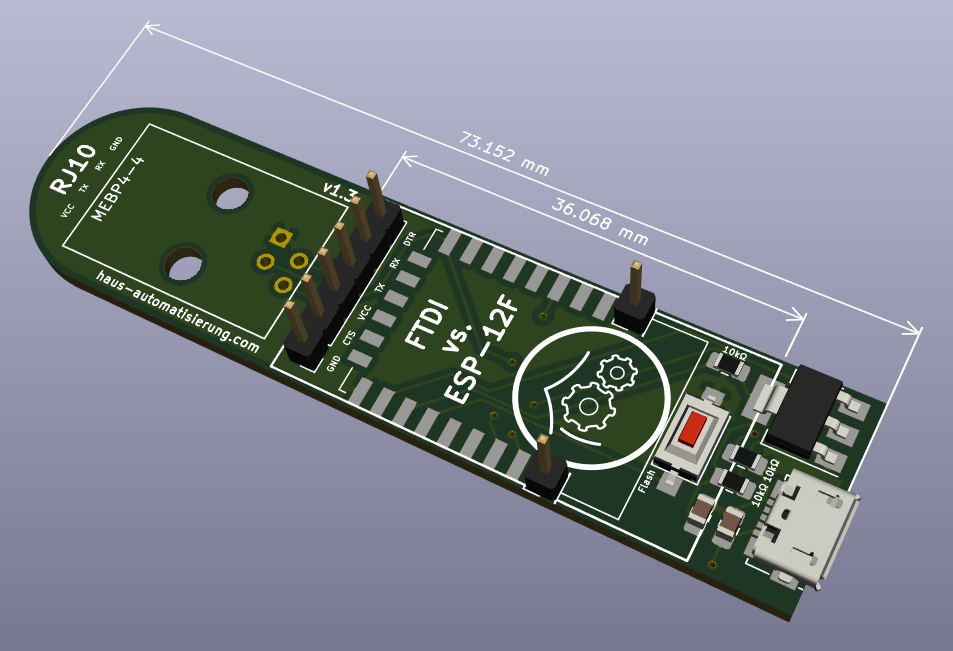 73.152 mm
36.068 mm
RJ10
VCC TX RX GND
MEBP4-4
v1.3
haus-automatisierung.com
DTR
RX
TX
VCC
CTS
GND
FTDI
vs.
ESP-12F
10kΩ
Flash
10kΩ
10kΩ